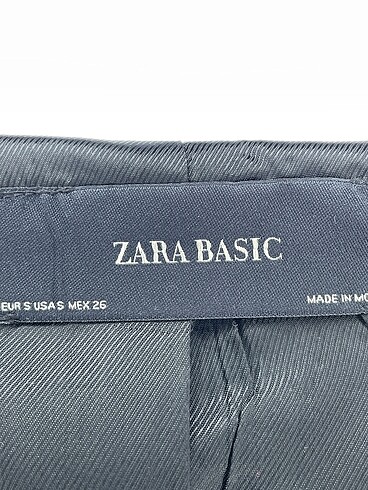 ZARA BASIC
EUR S USA S MEX 26 MADE IN MO